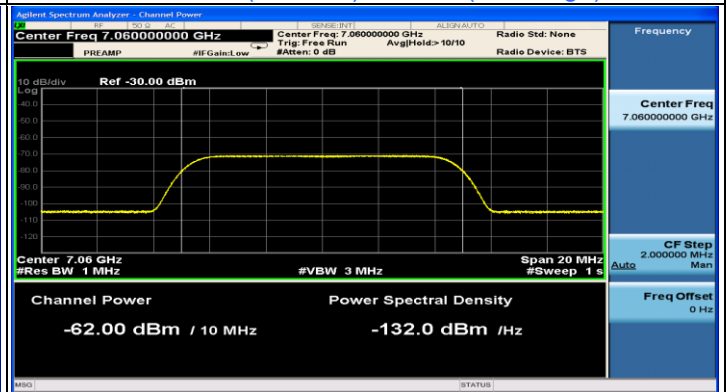 Agilent Spectrum Analyzer - Channel Power
RF 50 Ω AC SENSE:INT ALIGN AUTO
Center Freq 7.060000000 GHz
Center Freq: 7.060000000 GHz
Radio Std: None
Trig: Free Run Avg|Hold:> 10/10
PREAMP #IFGain:Low #Atten: 0 dB
Radio Device: BTS
10 dB/div Ref -30.00 dBm
Log
-40.0
-50.0
-60.0
-70.0
-80.0
-90.0
-100
-110
-120
Center 7.06 GHz Span 20 MHz
#Res BW 1 MHz #VBW 3 MHz #Sweep 1 s
Channel Power Power Spectral Density
-62.00 dBm / 10 MHz -132.0 dBm /Hz
MSG STATUS
Frequency
Center Freq
7.060000000 GHz
CF Step
2.000000 MHz
Auto Man
Freq Offset
0 Hz